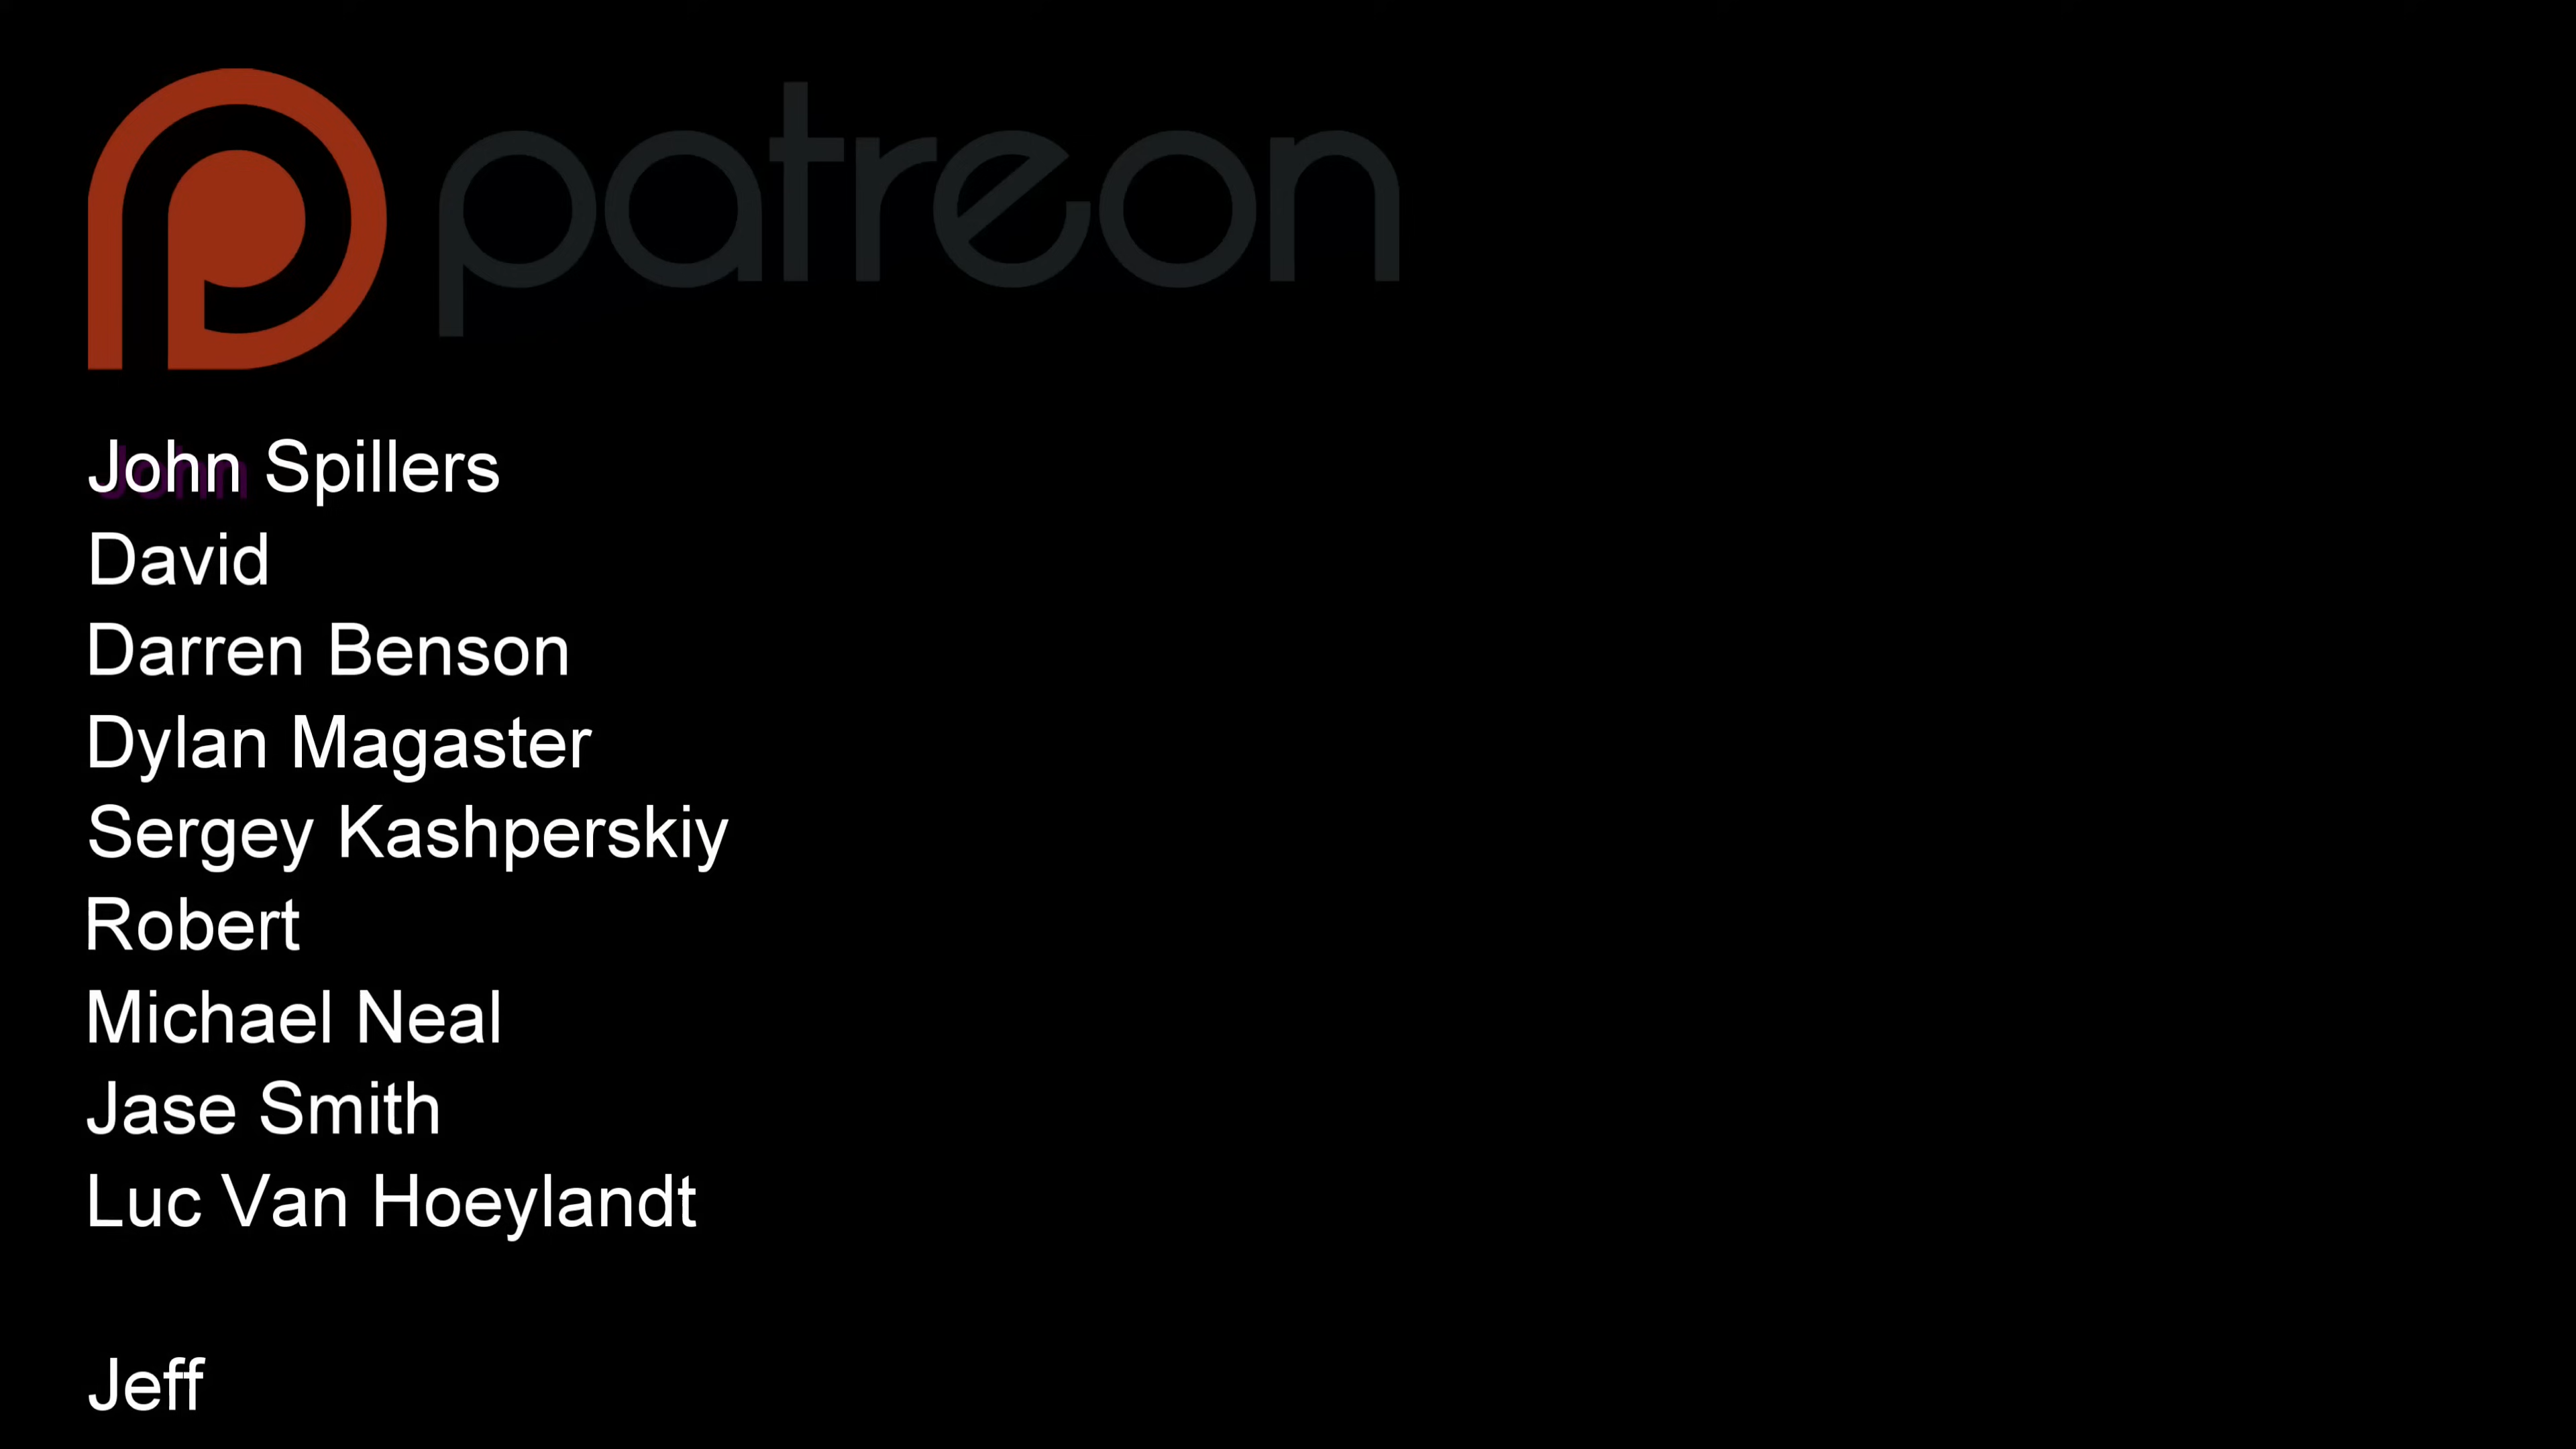 patreon
John Spillers
David
Darren Benson
Dylan Magaster
Sergey Kashperskiy
Robert
Michael Neal
Jase Smith
Luc Van Hoeylandt
Jeff